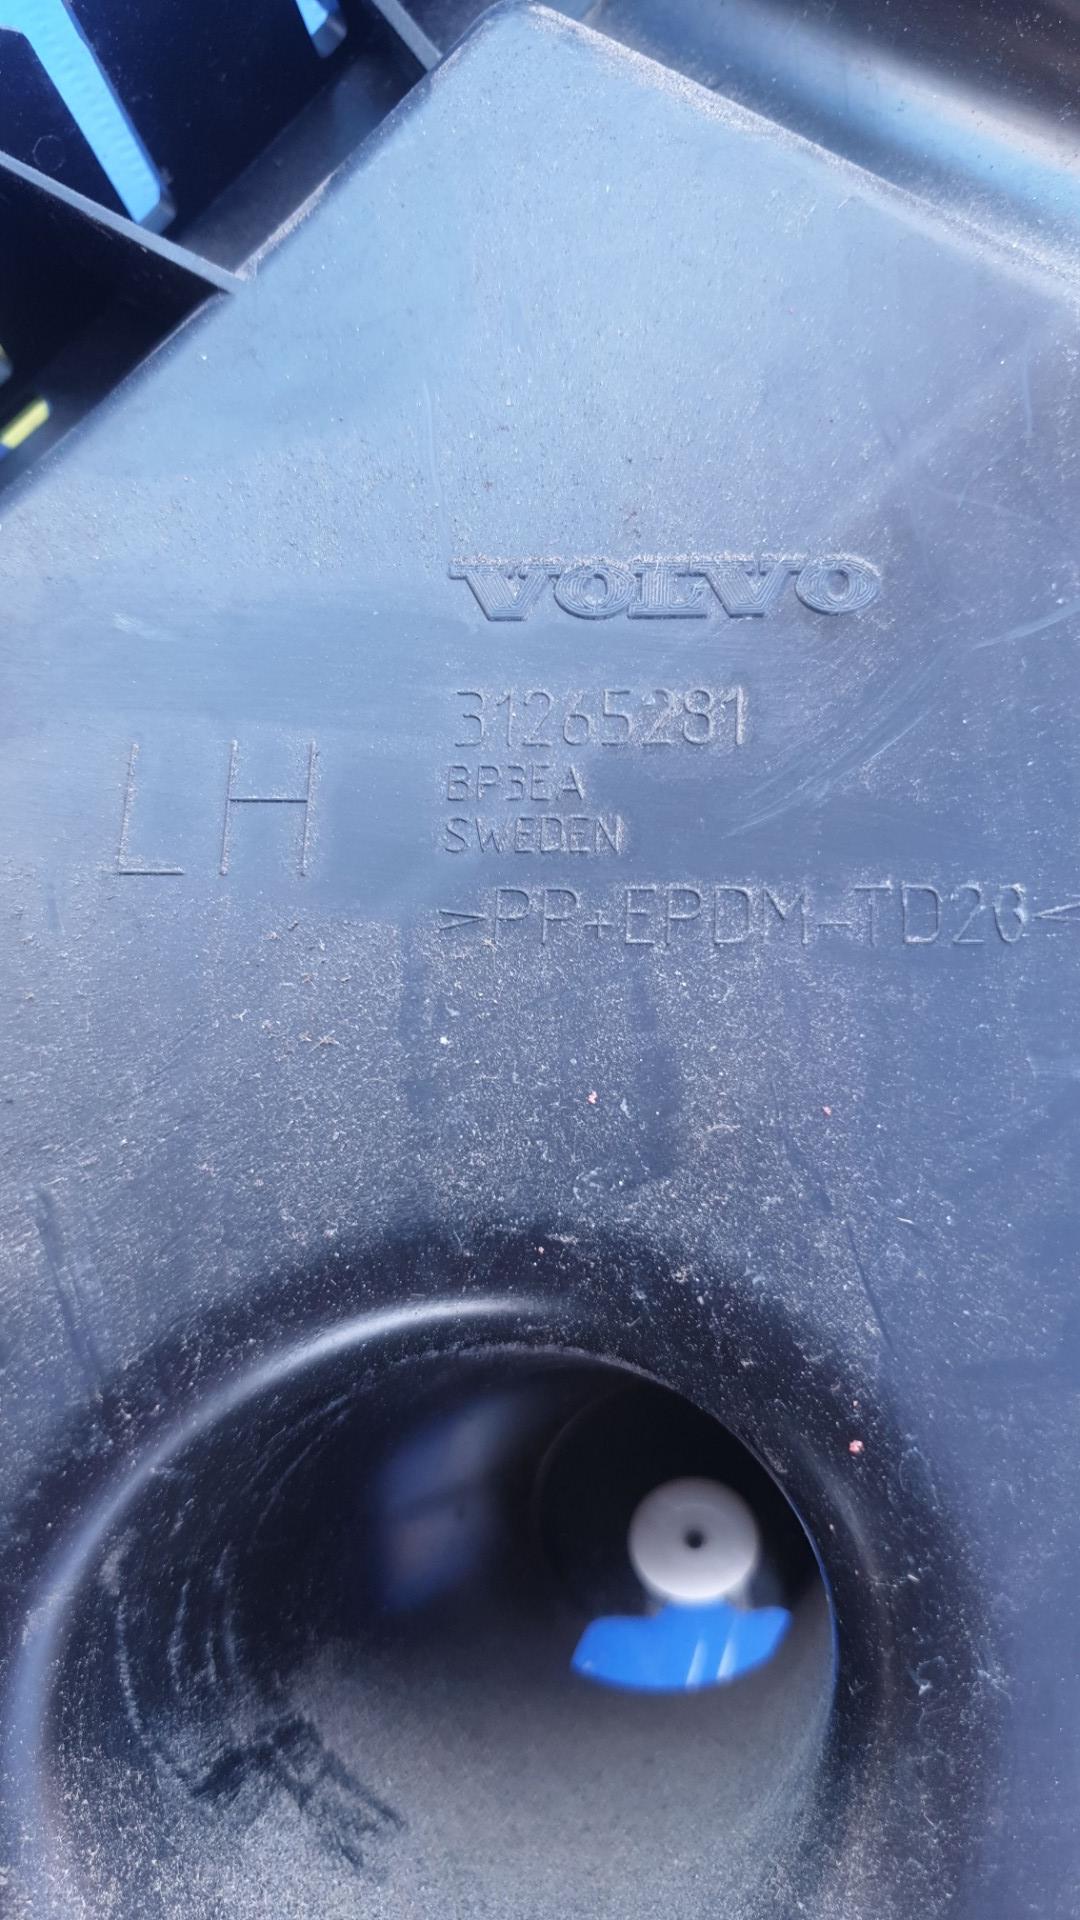 VOLVO
31265281
BP3EA
SWEDEN
LH
>PP+EPDM-TD20<